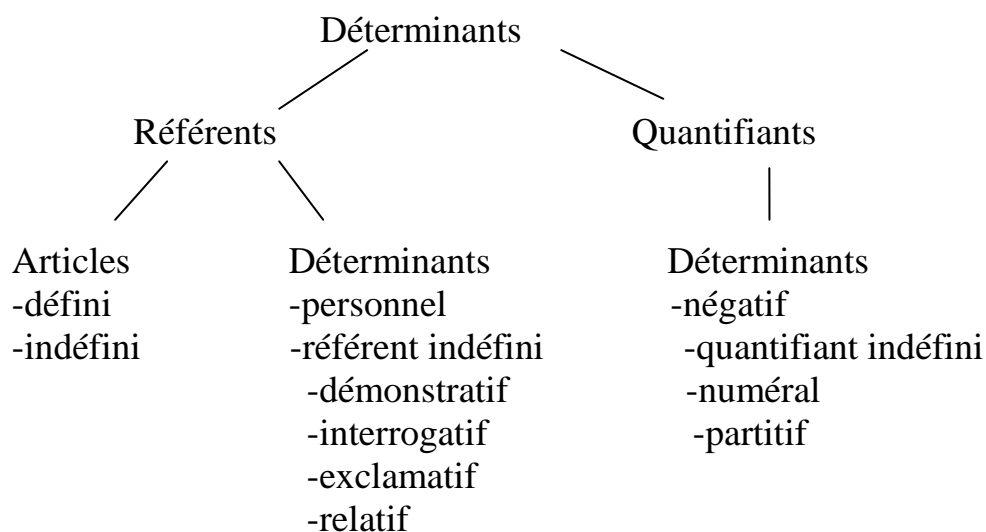 Déterminants
Référents
Quantifiants
Articles
-défini
-indéfini
Déterminants
-personnel
-référent indéfini
-démonstratif
-interrogatif
-exclamatif
-relatif
Déterminants
-négatif
-quantifiant indéfini
-numéral
-partitif